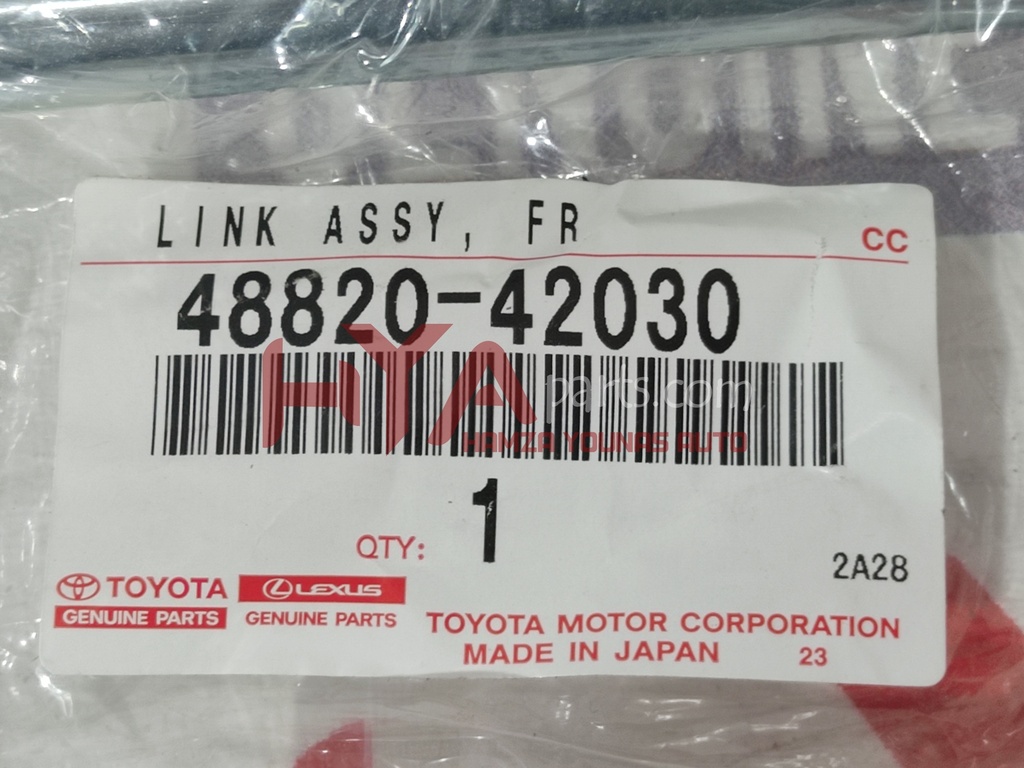 LINK ASSY, FR
CC
48820-42030
HYA parts.com
HAMZA YOUNAS AUTO
QTY: 1
2A28
TOYOTA LEXUS
GENUINE PARTS GENUINE PARTS
TOYOTA MOTOR CORPORATION
MADE IN JAPAN 23